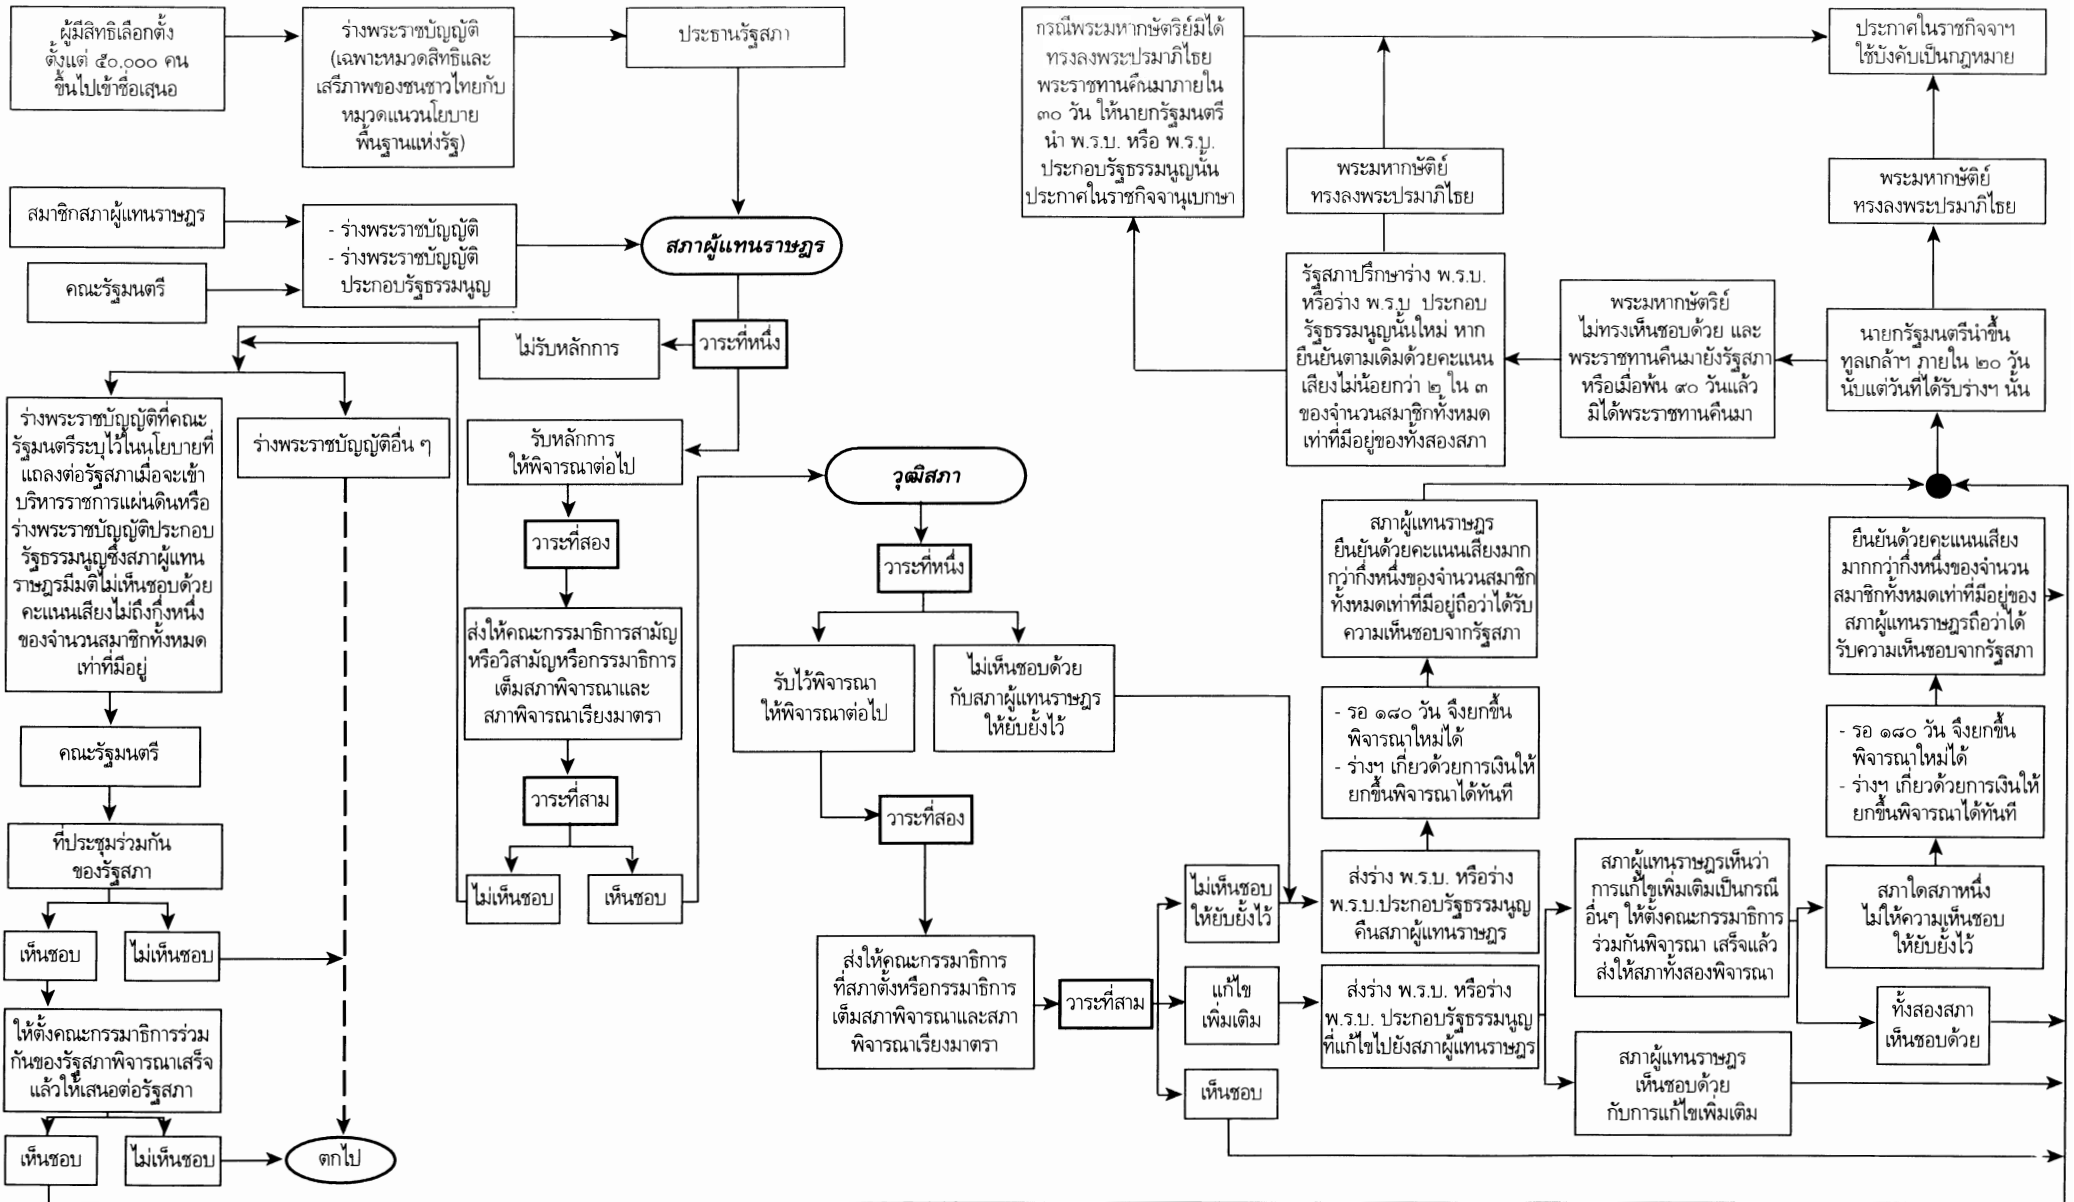 ผู้มีสิทธิเลือกตั้ง
ตั้งแต่ ๕๐.๐๐๐ คน
ขึ้นไปเข้าชื่อเสนอ
ร่างพระราชบัญญัติ
(เฉพาะหมวดสิทธิและ
เสรีภาพของชนชาวไทยกับ
หมวดแนวนโยบาย
พื้นฐานแห่งรัฐ)
ประธานรัฐสภา
สมาชิกสภาผู้แทนราษฎร
คณะรัฐมนตรี
- ร่างพระราชบัญญัติ
- ร่างพระราชบัญญัติ
ประกอบรัฐธรรมนูญ
สภาผู้แทนราษฎร
วาระที่หนึ่ง
ไม่รับหลักการ
ร่างพระราชบัญญัติที่คณะ
รัฐมนตรีระบุไว้ในนโยบายที่
แถลงต่อรัฐสภาเมื่อจะเข้า
บริหารราชการแผ่นดินหรือ
ร่างพระราชบัญญัติประกอบ
รัฐธรรมนูญซึ่งสภาผู้แทน
ราษฎรมีมติไม่เห็นชอบด้วย
คะแนนเสียงไม่ถึงกึ่งหนึ่ง
ของจำนวนสมาชิกทั้งหมด
เท่าที่มีอยู่
ร่างพระราชบัญญัติอื่น ๆ
คณะรัฐมนตรี
ที่ประชุมร่วมกัน
ของรัฐสภา
เห็นชอบ
ไม่เห็นชอบ
ให้ตั้งคณะกรรมาธิการร่วม
กันของรัฐสภาพิจารณาเสร็จ
แล้วให้เสนอต่อรัฐสภา
เห็นชอบ
ไม่เห็นชอบ
ตกไป
รับหลักการ
ให้พิจารณาต่อไป
วาระที่สอง
ส่งให้คณะกรรมาธิการสามัญ
หรือวิสามัญหรือกรรมาธิการ
เต็มสภาพิจารณาและ
สภาพิจารณาเรียงมาตรา
วาระที่สาม
ไม่เห็นชอบ
เห็นชอบ
วุฒิสภา
วาระที่หนึ่ง
รับไว้พิจารณา
ให้พิจารณาต่อไป
ไม่เห็นชอบด้วย
กับสภาผู้แทนราษฎร
ให้ยับยั้งไว้
วาระที่สอง
ส่งให้คณะกรรมาธิการ
ที่สภาตั้งหรือกรรมาธิการ
เต็มสภาพิจารณาและสภา
พิจารณาเรียงมาตรา
วาระที่สาม
ไม่เห็นชอบ
ให้ยับยั้งไว้
แก้ไข
เพิ่มเติม
เห็นชอบ
ส่งร่าง พ.ร.บ. หรือร่าง
พ.ร.บ.ประกอบรัฐธรรมนูญ
คืนสภาผู้แทนราษฎร
ส่งร่าง พ.ร.บ. หรือร่าง
พ.ร.บ. ประกอบรัฐธรรมนูญ
ที่แก้ไขไปยังสภาผู้แทนราษฎร
- รอ ๑๘๐ วัน จึงยกขึ้น
พิจารณาใหม่ได้
- ร่างฯ เกี่ยวด้วยการเงินให้
ยกขึ้นพิจารณาได้ทันที
สภาผู้แทนราษฎร
ยืนยันด้วยคะแนนเสียงมาก
กว่ากึ่งหนึ่งของจำนวนสมาชิก
ทั้งหมดเท่าที่มีอยู่ถือว่าได้รับ
ความเห็นชอบจากรัฐสภา
สภาผู้แทนราษฎรเห็นว่า
การแก้ไขเพิ่มเติมเป็นกรณี
อื่นๆ ให้ตั้งคณะกรรมาธิการ
ร่วมกันพิจารณา เสร็จแล้ว
ส่งให้สภาทั้งสองพิจารณา
สภาผู้แทนราษฎร
เห็นชอบด้วย
กับการแก้ไขเพิ่มเติม
สภาใดสภาหนึ่ง
ไม่ให้ความเห็นชอบ
ให้ยับยั้งไว้
ทั้งสองสภา
เห็นชอบด้วย
- รอ ๑๘๐ วัน จึงยกขึ้น
พิจารณาใหม่ได้
- ร่างฯ เกี่ยวด้วยการเงินให้
ยกขึ้นพิจารณาได้ทันที
ยืนยันด้วยคะแนนเสียง
มากกว่ากึ่งหนึ่งของจำนวน
สมาชิกทั้งหมดเท่าที่มีอยู่ของ
สภาผู้แทนราษฎรถือว่าได้
รับความเห็นชอบจากรัฐสภา
นายกรัฐมนตรีนำขึ้น
ทูลเกล้าฯ ภายใน ๒๐ วัน
นับแต่วันที่ได้รับร่างฯ นั้น
พระมหากษัติย์
ทรงลงพระปรมาภิไธย
ประกาศในราชกิจจาฯ
ใช้บังคับเป็นกฎหมาย
พระมหากษัตริย์
ไม่ทรงเห็นชอบด้วย และ
พระราชทานคืนมายังรัฐสภา
หรือเมื่อพ้น ๙๐ วันแล้ว
มิได้พระราชทานคืนมา
รัฐสภาปรึกษาร่าง พ.ร.บ.
หรือร่าง พ.ร.บ ประกอบ
รัฐธรรมนูญนั้นใหม่ หาก
ยืนยันตามเดิมด้วยคะแนน
เสียงไม่น้อยกว่า ๒ ใน ๓
ของจำนวนสมาชิกทั้งหมด
เท่าที่มีอยู่ของทั้งสองสภา
พระมหากษัติย์
ทรงลงพระปรมาภิไธย
กรณีพระมหากษัตริย์มิได้
ทรงลงพระปรมาภิไธย
พระราชทานคืนมาภายใน
๓๐ วัน ให้นายกรัฐมนตรี
นำ พ.ร.บ. หรือ พ.ร.บ.
ประกอบรัฐธรรมนูญนั้น
ประกาศในราชกิจจานุเบกษา